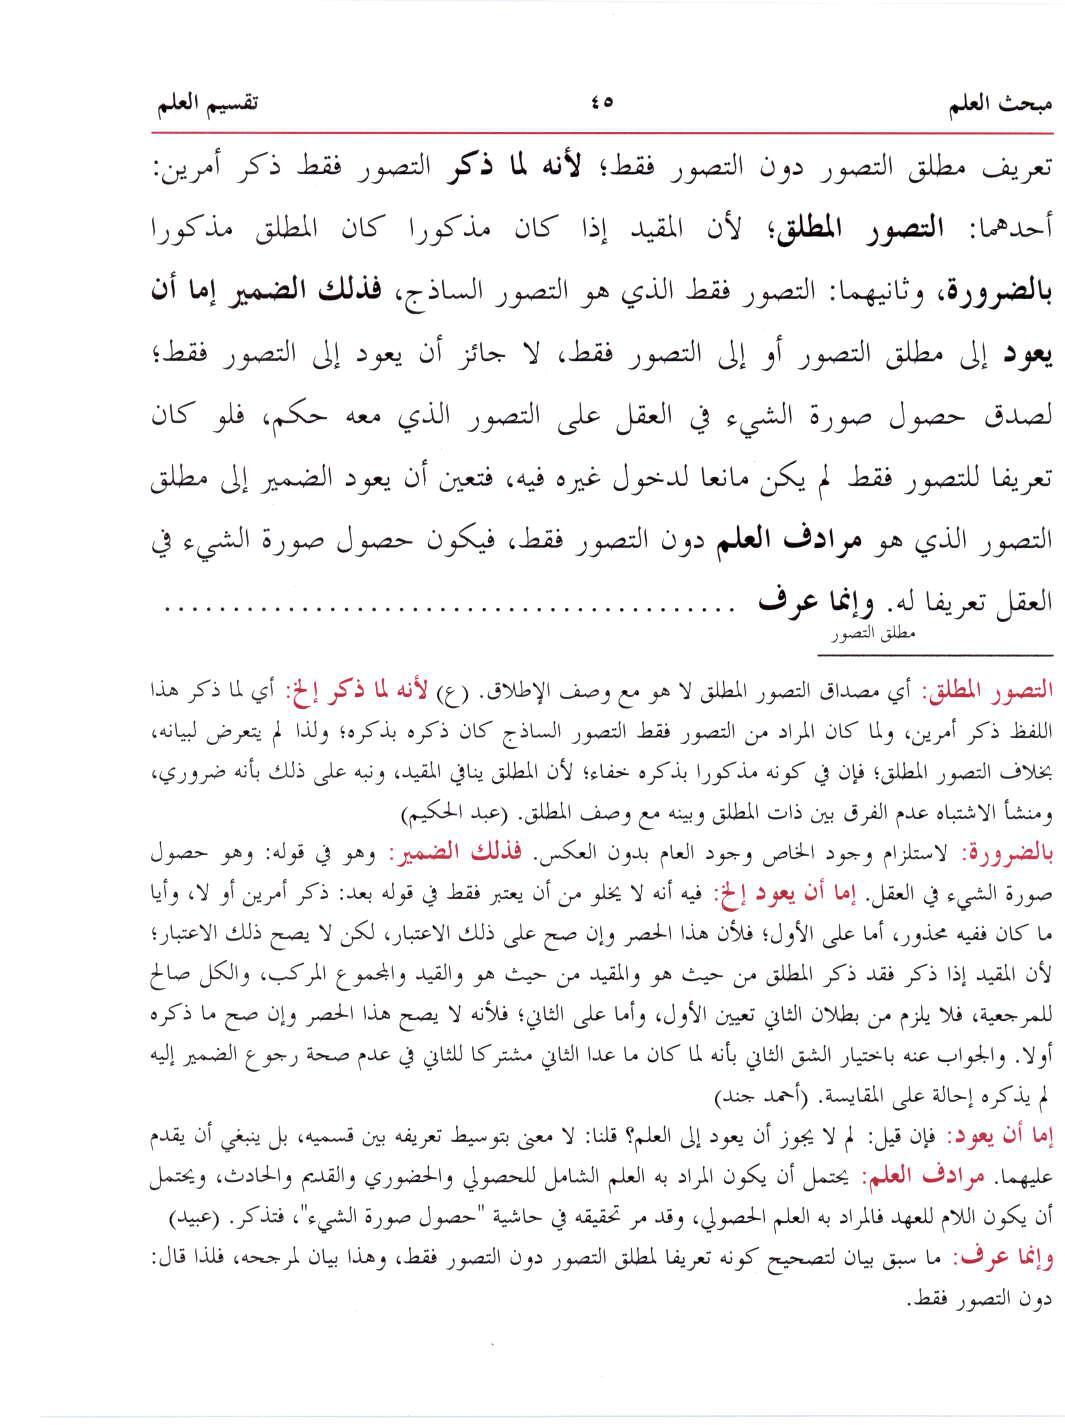 مبحث العلم ٤٥ تقسيم العلم
تعريف مطلق التصور دون التصور فقط؛ لأنه لما ذكر التصور فقط ذكر أمرين:
أحدهما: التصور المطلق؛ لأن المقيد إذا كان مذكورا كان المطلق مذكورا
بالضرورة، وثانيهما: التصور فقط الذي هو التصور الساذج، فذلك الضمير إما أن
يعود إلى مطلق التصور أو إلى التصور فقط، لا جائز أن يعود إلى التصور فقط؛
لصدق حصول صورة الشيء في العقل على التصور الذي معه حكم، فلو كان
تعريفا للتصور فقط لم يكن مانعا لدخول غيره فيه، فتعين أن يعود الضمير إلى مطلق
التصور الذي هو مرادف العلم دون التصور فقط، فيكون حصول صورة الشيء في
العقل تعريفا له. وإنما عرف ..........................................
مطلق التصور
التصور المطلق: أي مصداق التصور المطلق لا هو مع وصف الإطلاق. (ع) لأنه لما ذكر إلخ: أي لما ذكر هذا
اللفظ ذكر أمرين، ولما كان المراد من التصور فقط التصور الساذج كان ذكره بذكره؛ ولذا لم يتعرض لبيانه،
بخلاف التصور المطلق؛ فإن في كونه مذكورا بذكره خفاء؛ لأن المطلق ينافي المقيد، ونبه على ذلك بأنه ضروري،
ومنشأ الاشتباه عدم الفرق بين ذات المطلق وبينه مع وصف المطلق. (عبد الحكيم)
بالضرورة: لاستلزام وجود الخاص وجود العام بدون العكس. فذلك الضمير: وهو في قوله: وهو حصول
صورة الشيء في العقل. إما أن يعود إلخ: فيه أنه لا يخلو من أن يعتبر فقط في قوله بعد: ذكر أمرين أو لا، وأيا
ما كان ففيه محذور، أما على الأول؛ فلأن هذا الحصر وإن صح على ذلك الاعتبار، لكن لا يصح ذلك الاعتبار؛
لأن المقيد إذا ذكر فقد ذكر المطلق من حيث هو والمقيد من حيث هو والقيد والمجموع المركب، والكل صالح
للمرجعية، فلا يلزم من بطلان الثاني تعيين الأول، وأما على الثاني؛ فلأنه لا يصح هذا الحصر وإن صح ما ذكره
أولا. والجواب عنه باختيار الشق الثاني بأنه لما كان ما عدا الثاني مشتركا للثاني في عدم صحة رجوع الضمير إليه
لم يذكره إحالة على المقايسة. (أحمد جند)
إما أن يعود: فإن قيل: لم لا يجوز أن يعود إلى العلم؟ قلنا: لا معنى بتوسيط تعريفه بين قسميه، بل ينبغي أن يقدم
عليهما. مرادف العلم: يحتمل أن يكون المراد به العلم الشامل للحصولي والحضوري والقديم والحادث، ويحتمل
أن يكون اللام للعهد فالمراد به العلم الحصولي، وقد مر تحقيقه في حاشية "حصول صورة الشيء"، فتذكر. (عبيد)
وإنما عرف: ما سبق بيان لتصحيح كونه تعريفا لمطلق التصور دون التصور فقط، وهذا بيان لمرجحه، فلذا قال:
دون التصور فقط.